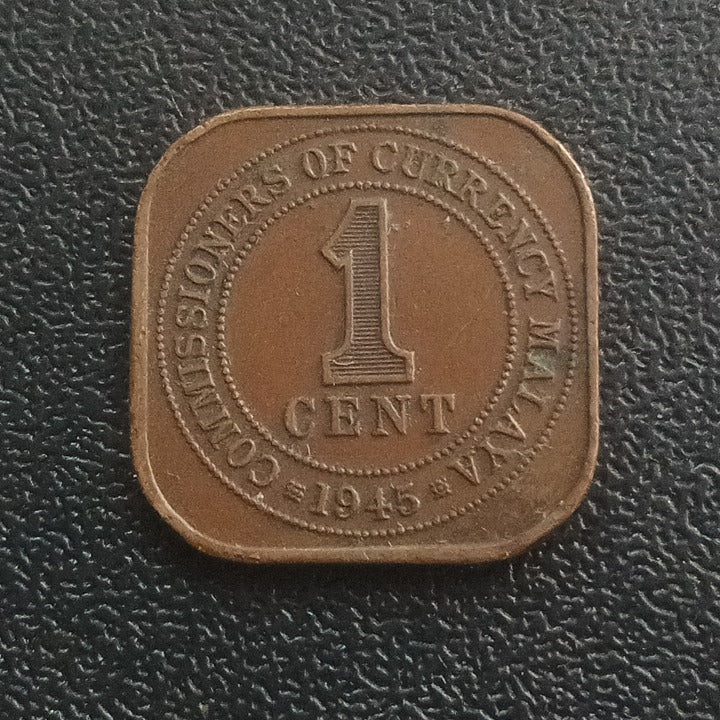 COMMISSIONERS OF CURRENCY MALAYA
1
CENT
1945